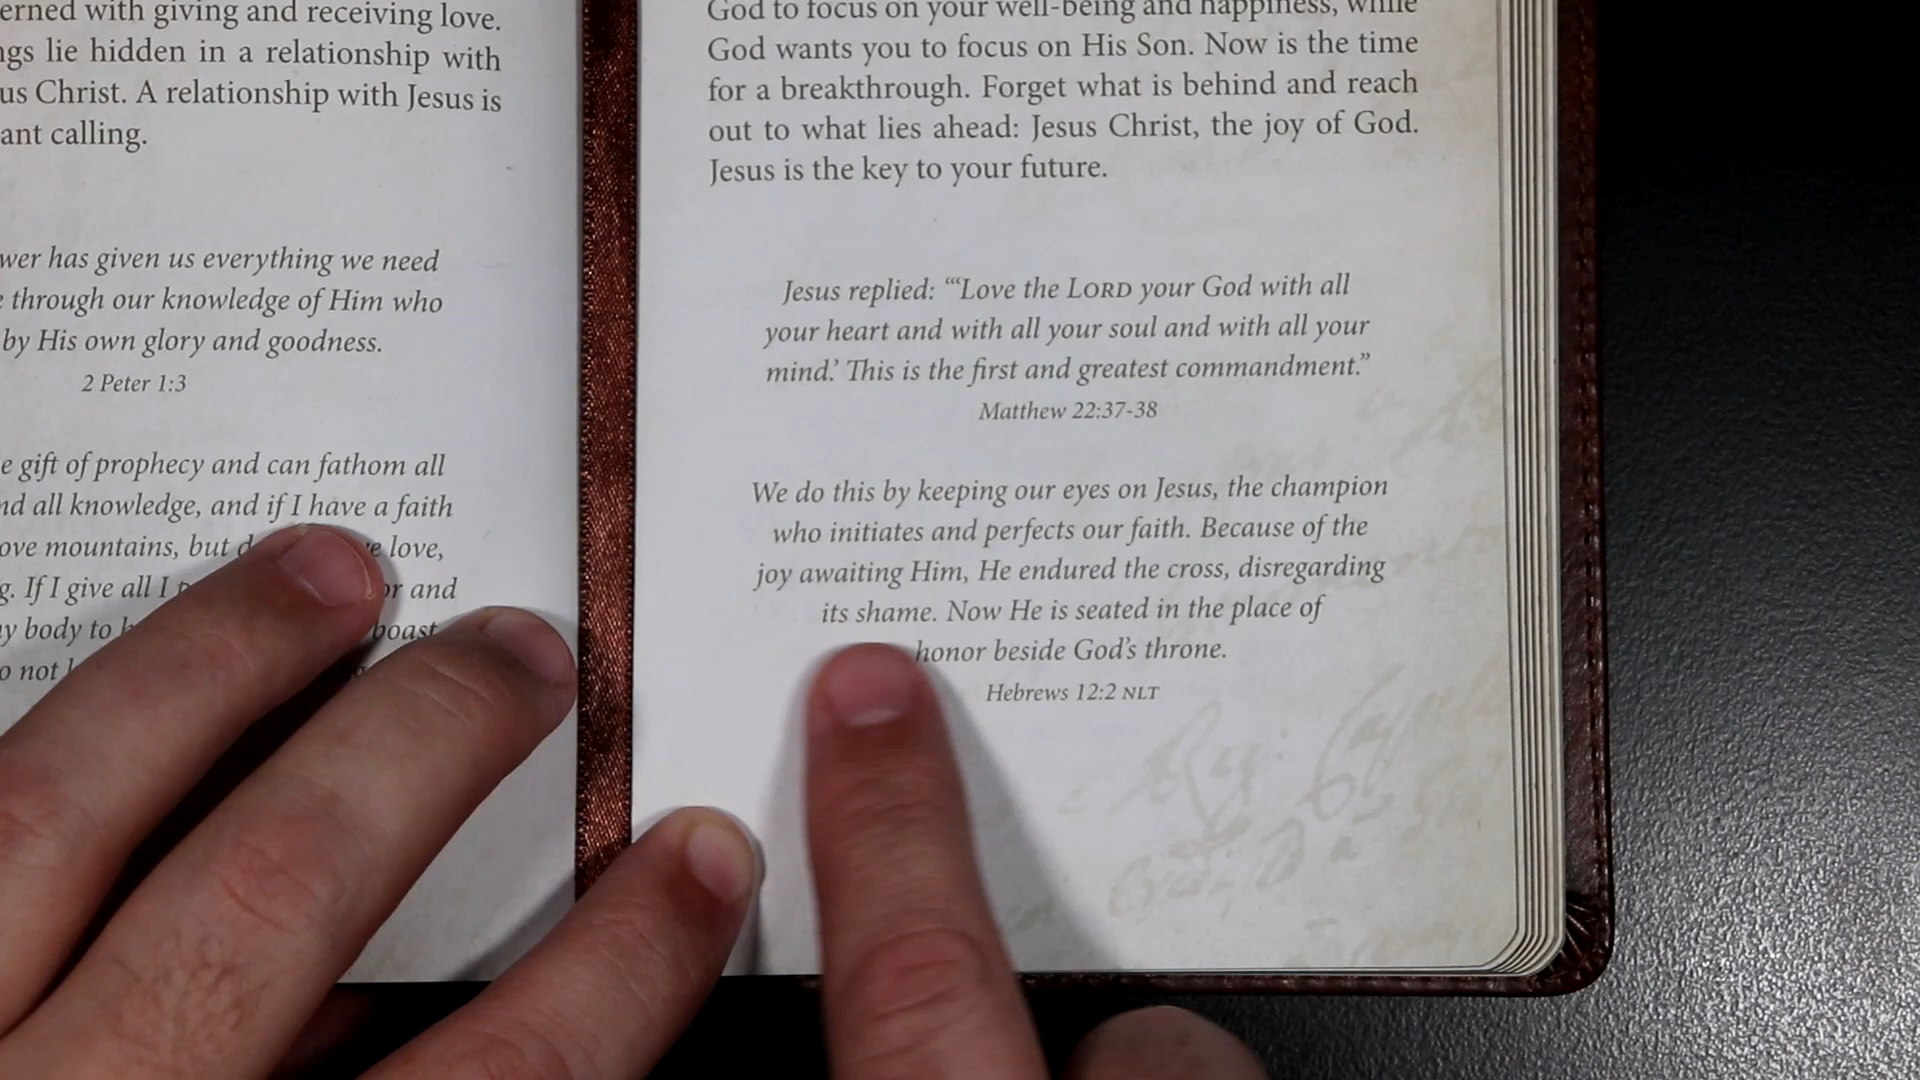 erned with giving and receiving love.
ngs lie hidden in a relationship with
us Christ. A relationship with Jesus is
ant calling.
wer has given us everything we need
through our knowledge of Him who
by His own glory and goodness.
2 Peter 1:3
e gift of prophecy and can fathom all
nd all knowledge, and if I have a faith
ove mountains, but love,
g. If I give all I or and
y body to boast
o not
God to focus on your well-being and happiness, while
God wants you to focus on His Son. Now is the time
for a breakthrough. Forget what is behind and reach
out to what lies ahead: Jesus Christ, the joy of God.
Jesus is the key to your future.
Jesus replied: “‘Love the LORD your God with all
your heart and with all your soul and with all your
mind.’ This is the first and greatest commandment.”
Matthew 22:37-38
We do this by keeping our eyes on Jesus, the champion
who initiates and perfects our faith. Because of the
joy awaiting Him, He endured the cross, disregarding
its shame. Now He is seated in the place of
honor beside God’s throne.
Hebrews 12:2 NLT